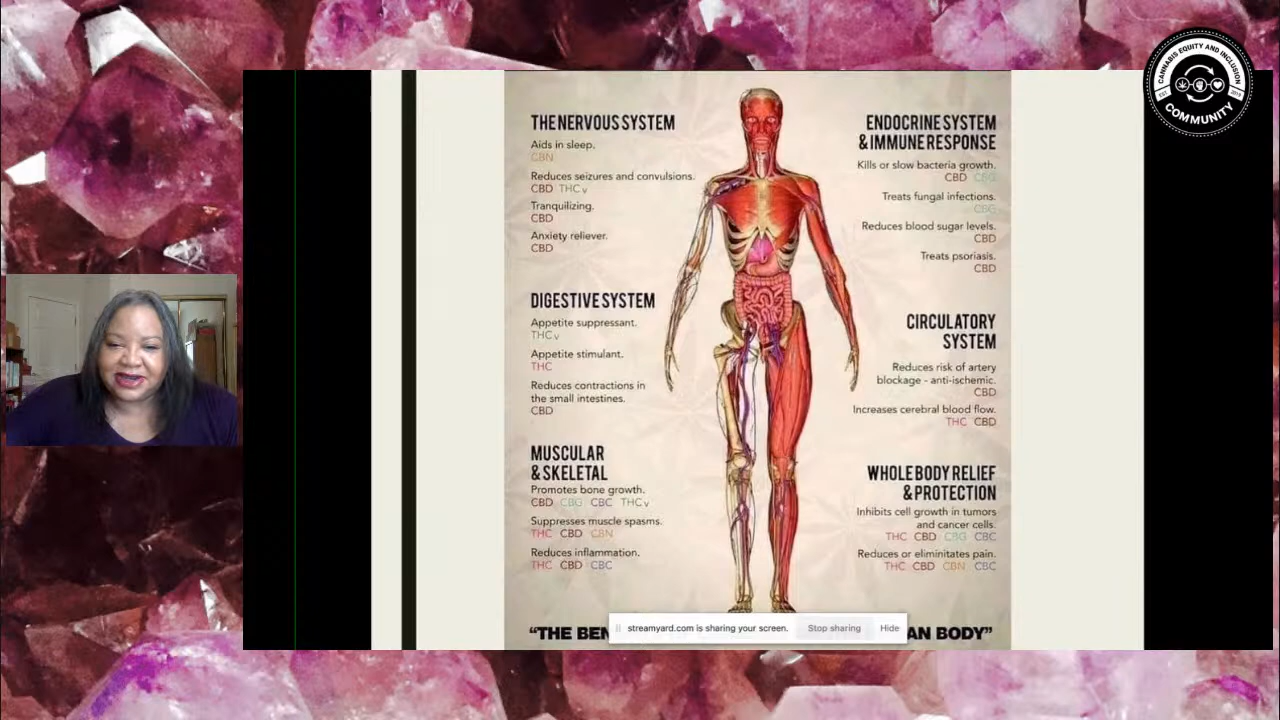 THE NERVOUS SYSTEM
Aids in sleep.
CBN
Reduces seizures and convulsions.
CBD THCv
Tranquilizing.
CBD
Anxiety reliever.
CBD
DIGESTIVE SYSTEM
Appetite suppressant.
THCv
Appetite stimulant.
THC
Reduces contractions in
the small intestines.
CBD
MUSCULAR
& SKELETAL
Promotes bone growth.
CBD CBG CBC THCv
Suppresses muscle spasms.
THC CBD CBN
Reduces inflammation.
THC CBD CBC
ENDOCRINE SYSTEM
& IMMUNE RESPONSE
Kills or slow bacteria growth.
CBD CBG
Treats fungal infections.
CBG
Reduces blood sugar levels.
CBD
Treats psoriasis.
CBD
CIRCULATORY
SYSTEM
Reduces risk of artery
blockage - anti-ischemic.
CBD
Increases cerebral blood flow.
THC CBD
WHOLE BODY RELIEF
& PROTECTION
Inhibits cell growth in tumors
and cancer cells.
THC CBD CBG CBC
Reduces or eliminitates pain.
THC CBD CBN CBC
"THE BEN
AN BODY"
streamyard.com is sharing your screen. Stop sharing Hide
CANNABIS EQUITY AND INCLUSION
COMMUNITY